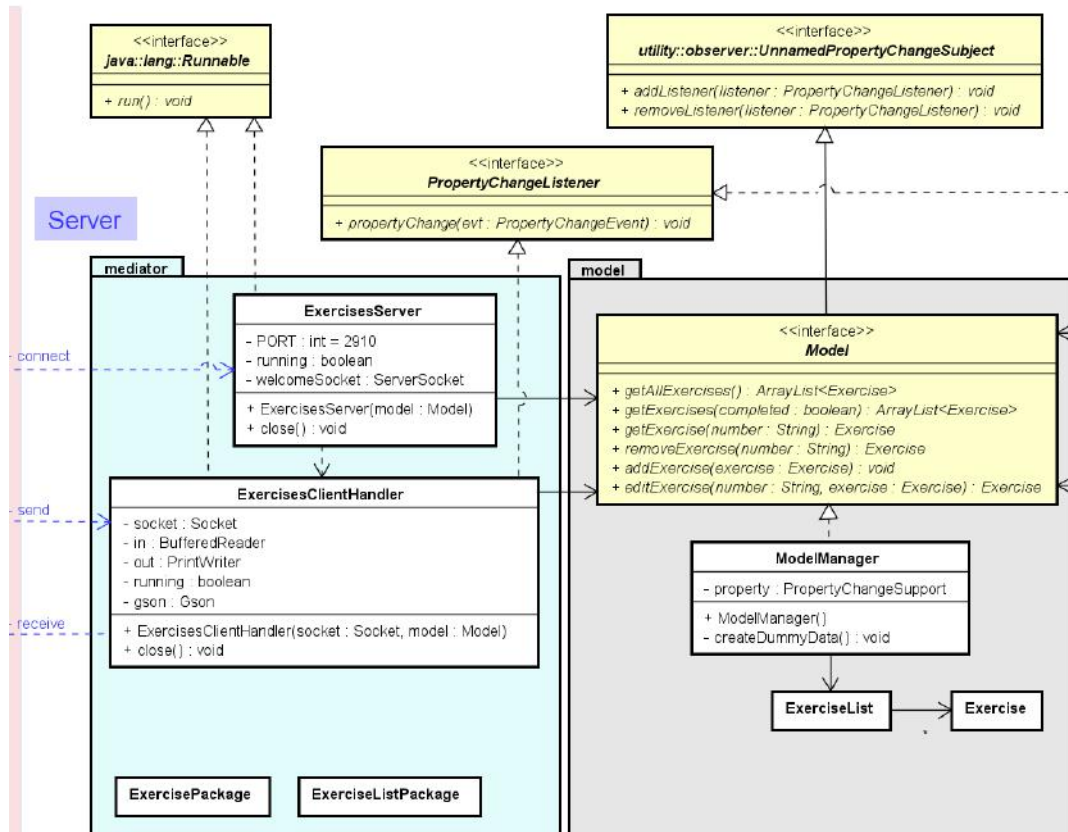 <<interface>>
java::lang::Runnable
+ run() : void
<<interface>>
utility::observer::UnnamedPropertyChangeSubject
+ addListener(listener : PropertyChangeListener) : void
+ removeListener(listener : PropertyChangeListener) : void
<<interface>>
PropertyChangeListener
+ propertyChange(evt : PropertyChangeEvent) : void
Server
mediator
ExercisesServer
- PORT : int = 2910
- running : boolean
- welcomeSocket : ServerSocket
+ ExercisesServer(model : Model)
+ close() : void
- connect
ExercisesClientHandler
- socket : Socket
- in : BufferedReader
- out : PrintWriter
- running : boolean
- gson : Gson
+ ExercisesClientHandler(socket : Socket, model : Model)
+ close() : void
- send
- receive
ExercisePackage
ExerciseListPackage
model
<<interface>>
Model
+ getAllExercises() : ArrayList<Exercise>
+ getExercises(completed : boolean) : ArrayList<Exercise>
+ getExercise(number : String) : Exercise
+ removeExercise(number : String) : Exercise
+ addExercise(exercise : Exercise) : void
+ editExercise(number : String, exercise : Exercise) : Exercise
ModelManager
- property : PropertyChangeSupport
+ ModelManager()
- createDummyData() : void
ExerciseList
Exercise